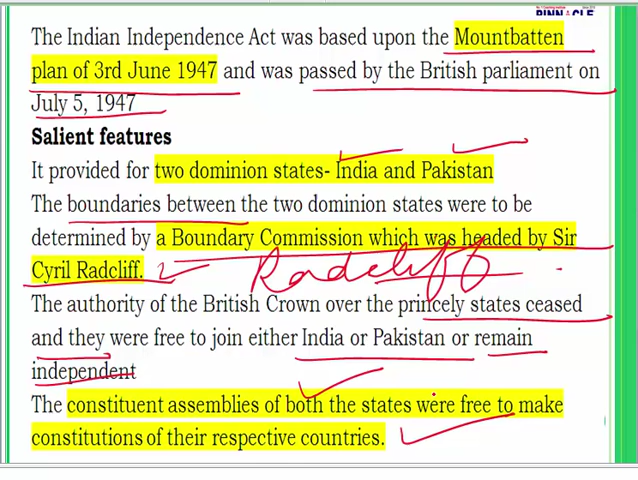 PINNACLE
The Indian Independence Act was based upon the Mountbatten
plan of 3rd June 1947 and was passed by the British parliament on
July 5, 1947
Salient features
It provided for two dominion states- India and Pakistan
The boundaries between the two dominion states were to be
determined by a Boundary Commission which was headed by Sir
Cyril Radcliff.
Radcliff
The authority of the British Crown over the princely states ceased
and they were free to join either India or Pakistan or remain
independent
The constituent assemblies of both the states were free to make
constitutions of their respective countries.